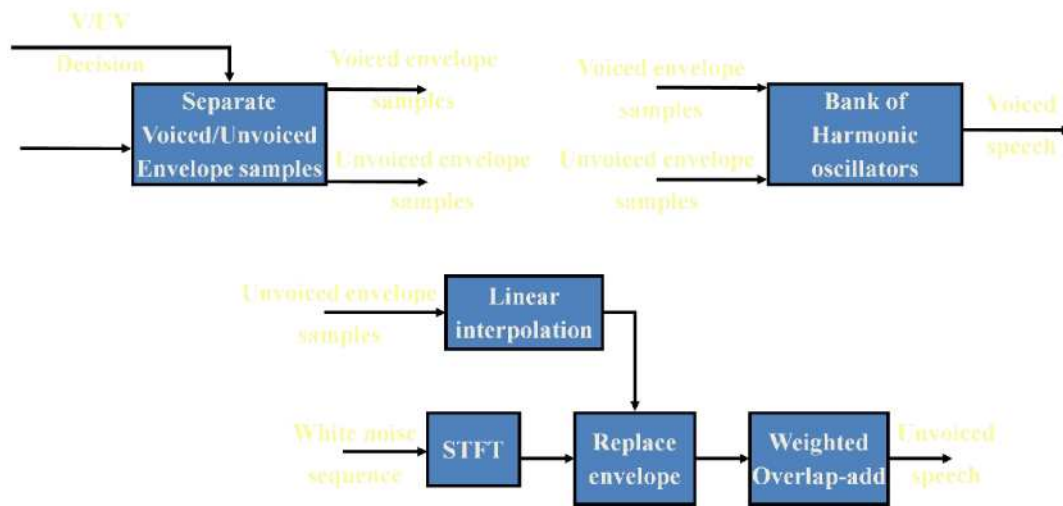 V/UV
Decision
Separate
Voiced/Unvoiced
Envelope samples
Voiced envelope
samples
Unvoiced envelope
samples
Voiced envelope
samples
Unvoiced envelope
samples
Bank of
Harmonic
oscillators
Voiced
speech
Unvoiced envelope
samples
Linear
interpolation
White noise
sequence
STFT
Replace
envelope
Weighted
Overlap-add
Unvoiced
speech